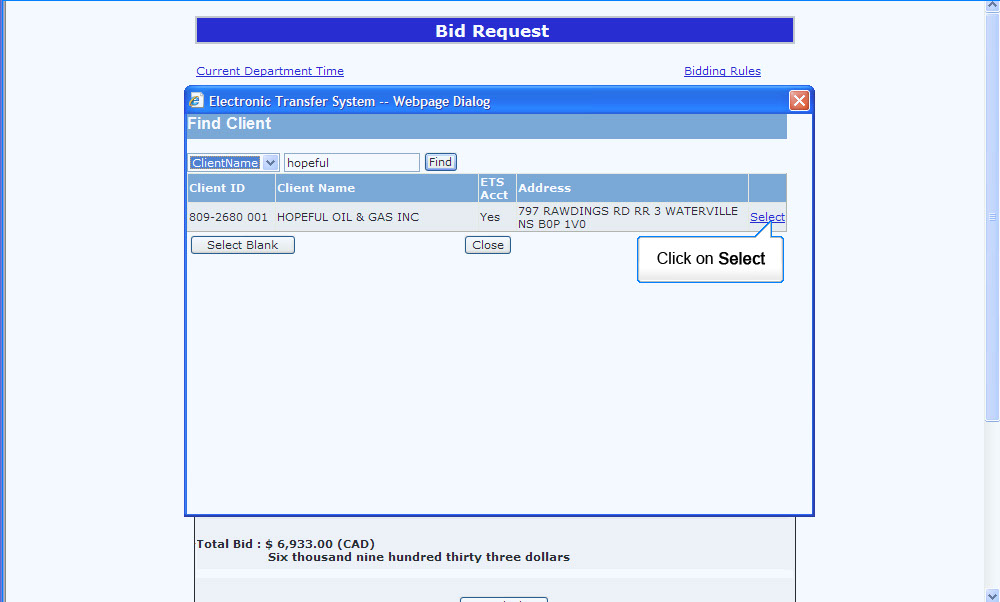 Bid Request
Current Department Time
Bidding Rules
Electronic Transfer System -- Webpage Dialog
Find Client
ClientName
hopeful
Find
Client ID
Client Name
ETS Acct
Address
809-2680 001
HOPEFUL OIL & GAS INC
Yes
797 RAWDINGS RD RR 3 WATERVILLE
NS B0P 1V0
Select
Select Blank
Close
Click on Select
Total Bid : $ 6,933.00 (CAD)
Six thousand nine hundred thirty three dollars